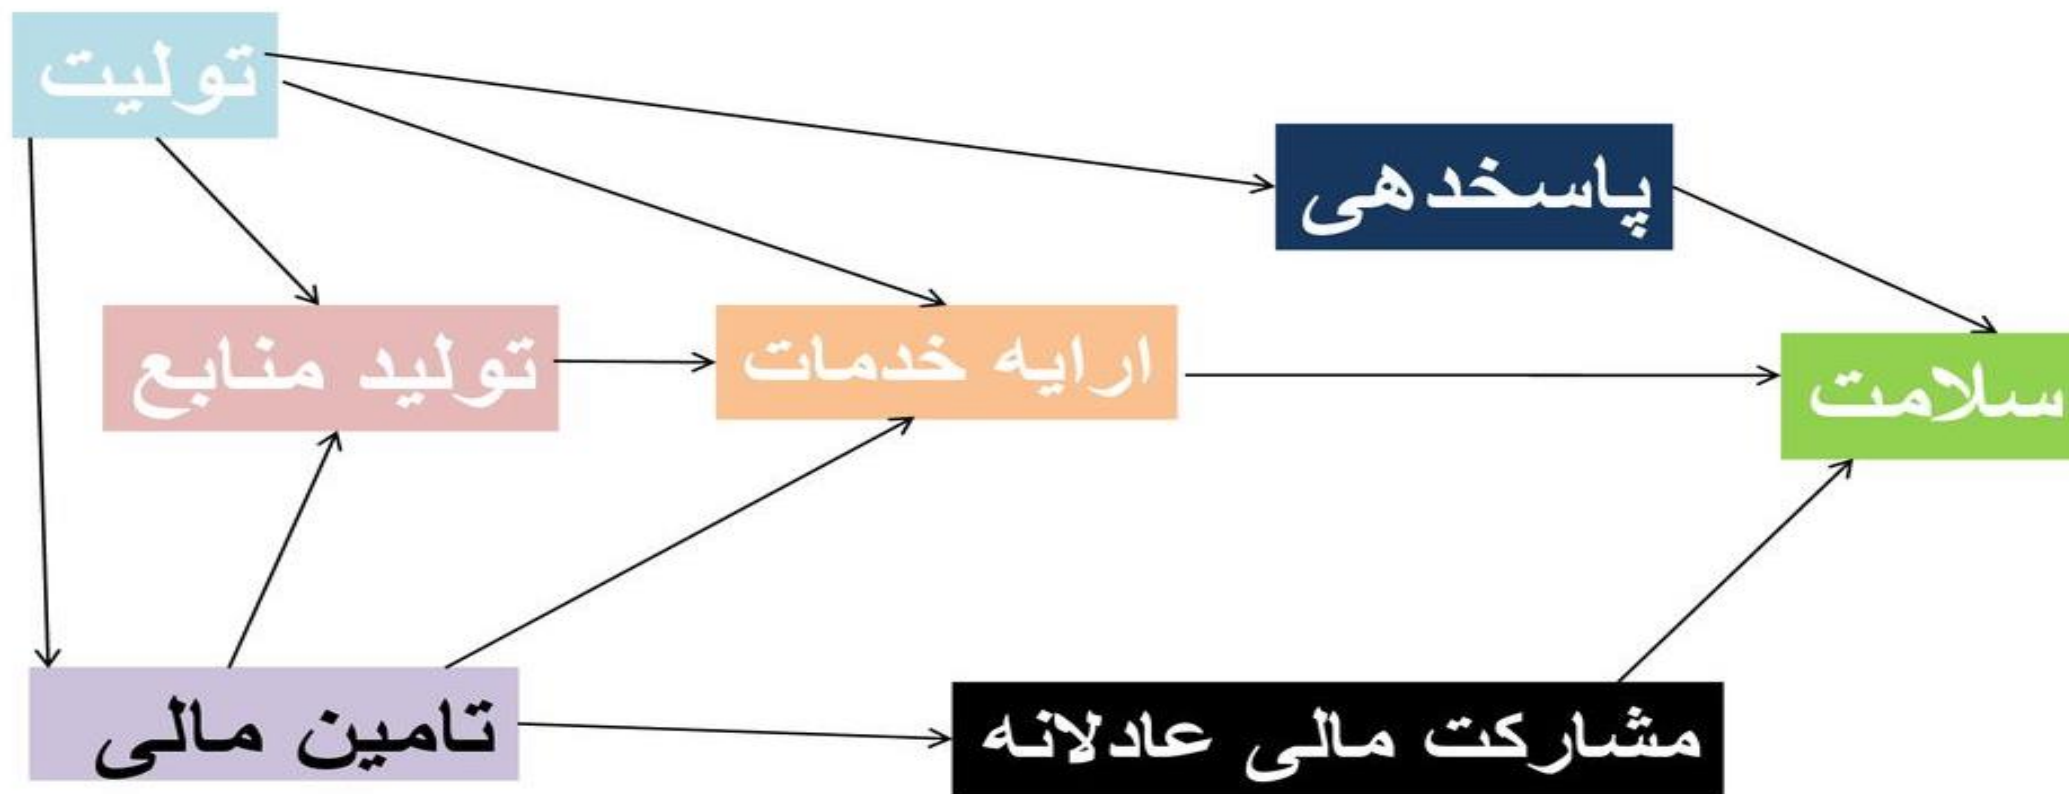 تولیت
پاسخدهی
تولید منابع
ارایه خدمات
سلامت
تامین مالی
مشارکت مالی عادلانه